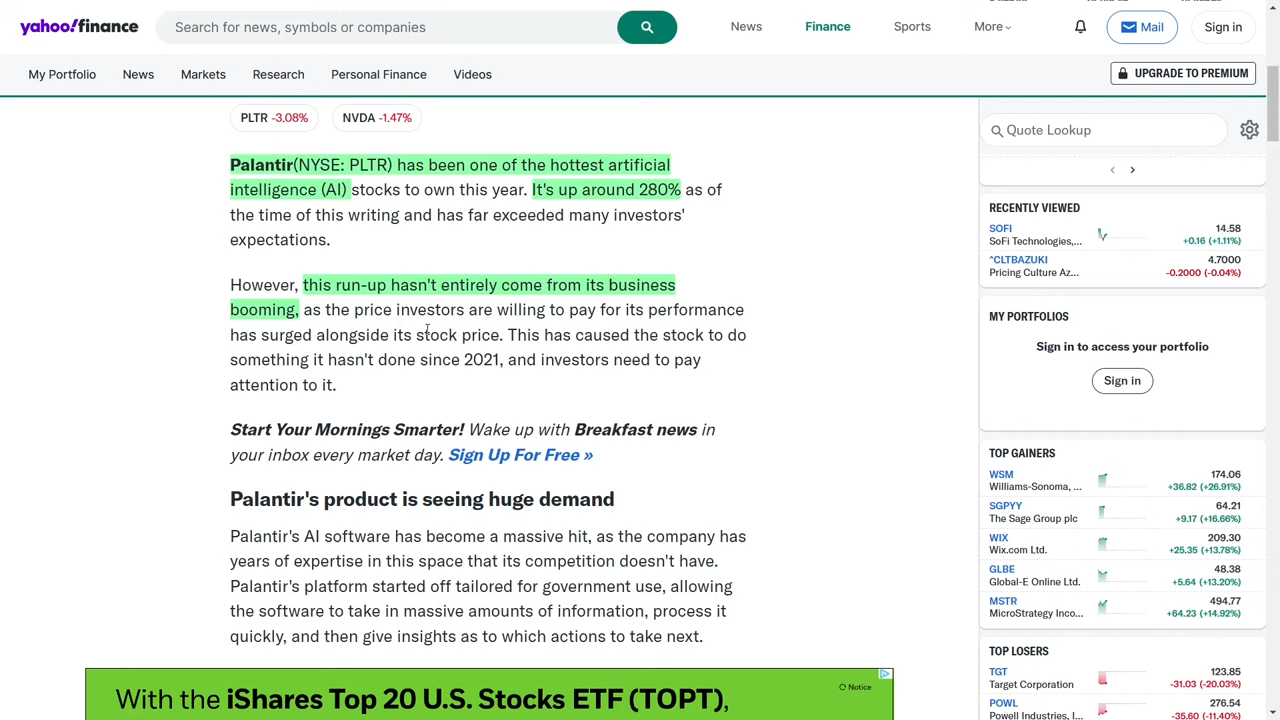 yahoo!finance
Search for news, symbols or companies
News
Finance
Sports
More
Mail
Sign in
My Portfolio
News
Markets
Research
Personal Finance
Videos
UPGRADE TO PREMIUM
PLTR -3.08%
NVDA -1.47%
Palantir(NYSE: PLTR) has been one of the hottest artificial
intelligence (AI) stocks to own this year. It's up around 280% as of
the time of this writing and has far exceeded many investors'
expectations.
However, this run-up hasn't entirely come from its business
booming, as the price investors are willing to pay for its performance
has surged alongside its stock price. This has caused the stock to do
something it hasn't done since 2021, and investors need to pay
attention to it.
Start Your Mornings Smarter! Wake up with Breakfast news in
your inbox every market day. Sign Up For Free »
Palantir's product is seeing huge demand
Palantir's AI software has become a massive hit, as the company has
years of expertise in this space that its competition doesn't have.
Palantir's platform started off tailored for government use, allowing
the software to take in massive amounts of information, process it
quickly, and then give insights as to which actions to take next.
With the iShares Top 20 U.S. Stocks ETF (TOPT),
Notice
Quote Lookup
RECENTLY VIEWED
SOFI 14.58
SoFi Technologies,... +0.16 (+1.11%)
^CLTBAZUKI 4.7000
Pricing Culture Az... -0.2000 (-0.04%)
MY PORTFOLIOS
Sign in to access your portfolio
Sign in
TOP GAINERS
WSM 174.06
Williams-Sonoma, ... +36.82 (+26.91%)
SGPYY 64.21
The Sage Group plc +9.17 (+16.66%)
WIX 209.30
Wix.com Ltd. +25.35 (+13.78%)
GLBE 48.38
Global-E Online Ltd. +5.64 (+13.20%)
MSTR 494.77
MicroStrategy Inco... +64.23 (+14.92%)
TOP LOSERS
TGT 123.85
Target Corporation -31.03 (-20.03%)
POWL 276.54
Powell Industries, I... -35.60 (-11.40%)